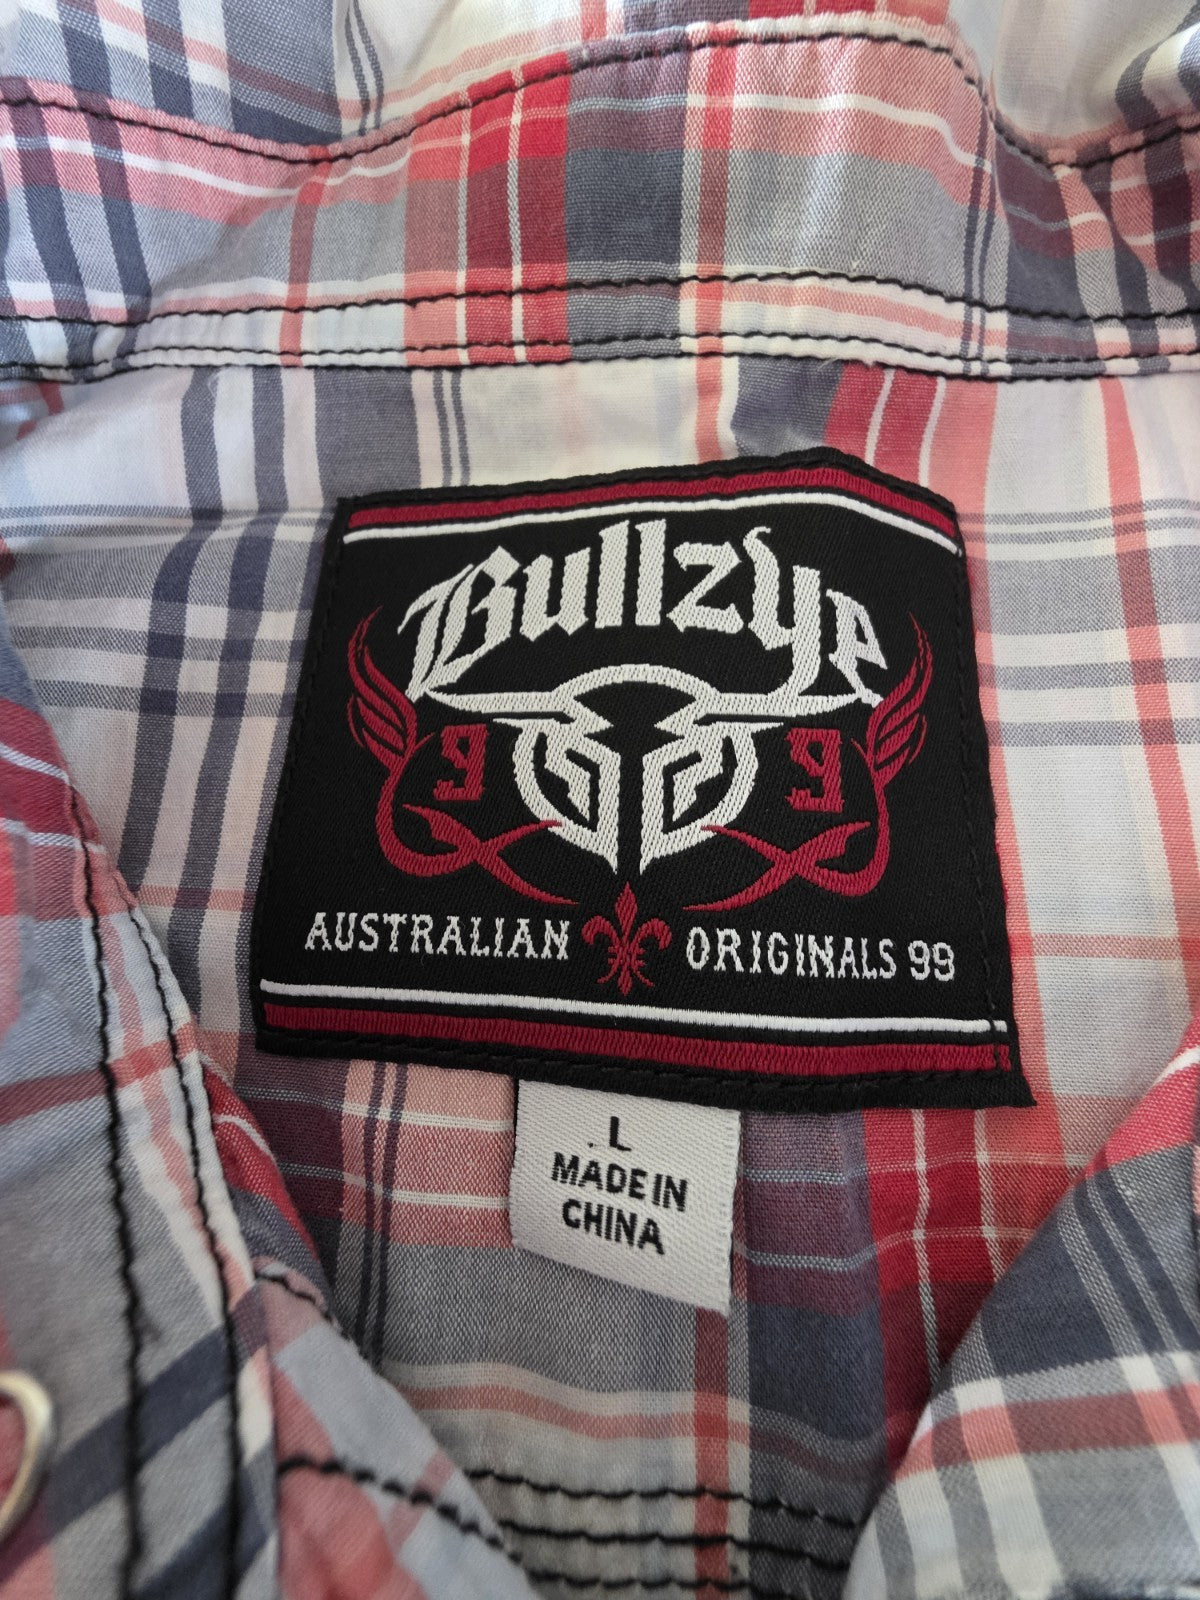 Bullzye
9 9
AUSTRALIAN ORIGINALS 99
L
MADE IN
CHINA